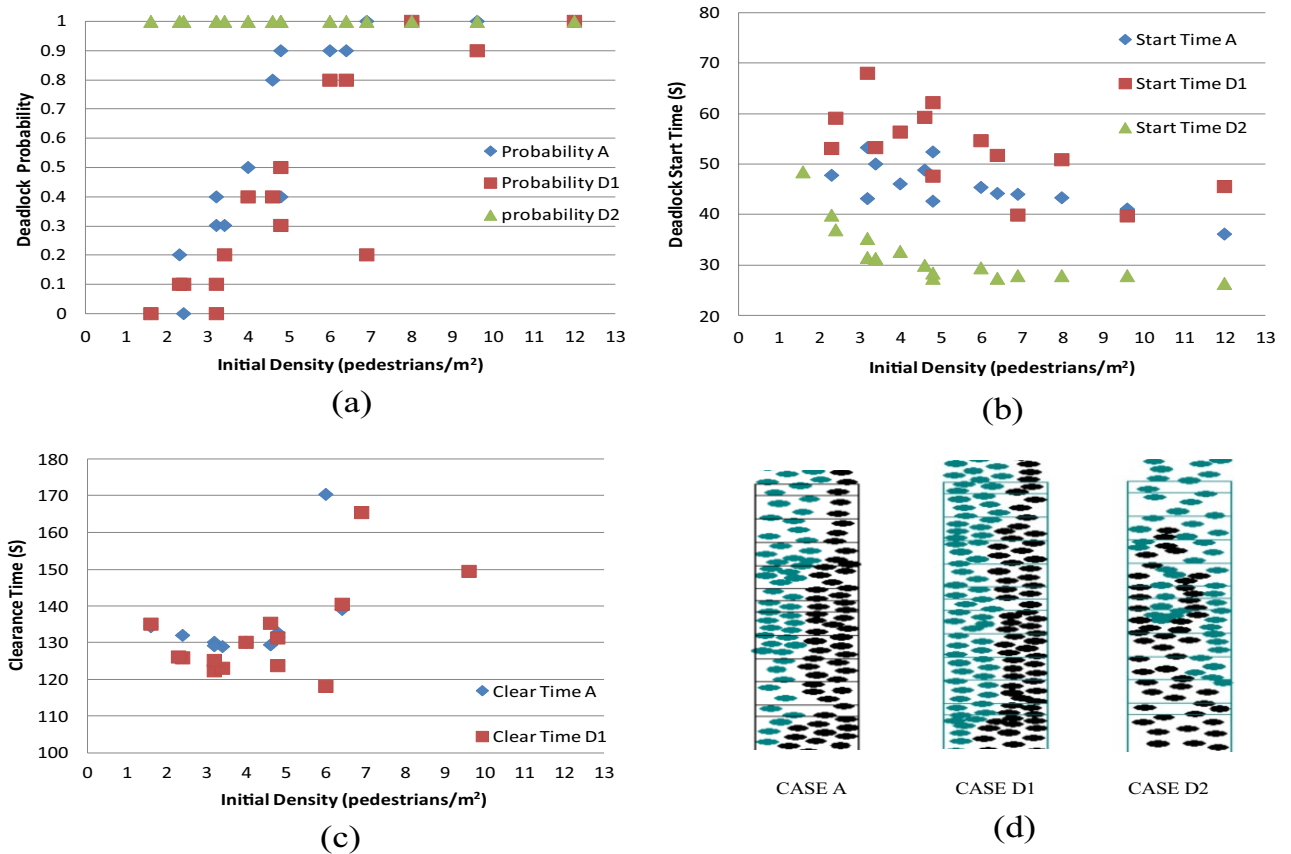 1
0.9
0.8
0.7
0.6
0.5
0.4
0.3
0.2
0.1
0
Deadlock Probability
Probability A
Probability D1
probability D2
0 1 2 3 4 5 6 7 8 9 10 11 12 13
Initial Density (pedestrians/m²)
(a)
80
70
60
50
40
30
20
Deadlock Start Time (S)
Start Time A
Start Time D1
Start Time D2
0 1 2 3 4 5 6 7 8 9 10 11 12 13
Initial Density (pedestrians/m²)
(b)
180
170
160
150
140
130
120
110
100
Clearance Time (S)
Clear Time A
Clear Time D1
0 1 2 3 4 5 6 7 8 9 10 11 12 13
Initial Density (pedestrians/m²)
(c)
CASE A CASE D1 CASE D2
(d)